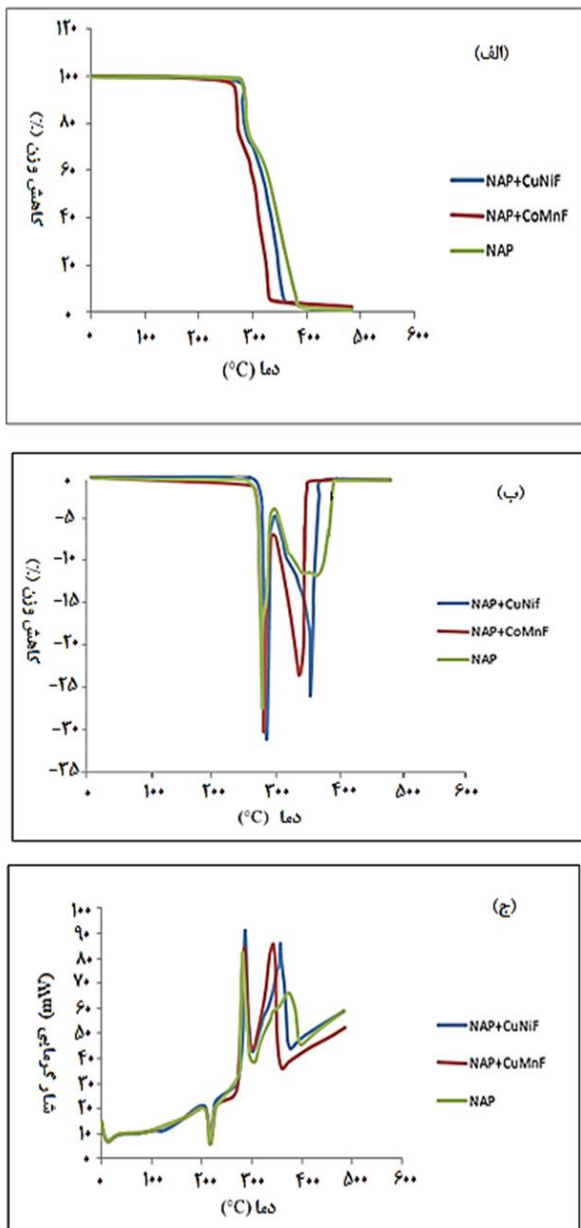 (الف)
۱۲۰
۱۰۰
۸۰
۶۰
۴۰
۲۰
۰
کاهش وزن (%)
NAP+CuNiF
NAP+CoMnF
NAP
۰ ۱۰۰ ۲۰۰ ۳۰۰ ۴۰۰ ۵۰۰ ۶۰۰
دما (°C)
(ب)
۰
-۵
-۱۰
-۱۵
-۲۰
-۲۵
-۳۰
-۳۵
کاهش وزن (%)
NAP+CuNif
NAP+CoMnF
NAP
۰ ۱۰۰ ۲۰۰ ۳۰۰ ۴۰۰ ۵۰۰ ۶۰۰
دما (°C)
(ج)
۱۰۰
۹۰
۸۰
۷۰
۶۰
۵۰
۴۰
۳۰
۲۰
۱۰
۰
شار گرمایی (mW)
NAP+CuNiF
NAP+CuMnF
NAP
۰ ۱۰۰ ۲۰۰ ۳۰۰ ۴۰۰ ۵۰۰ ۶۰۰
دما (°C)